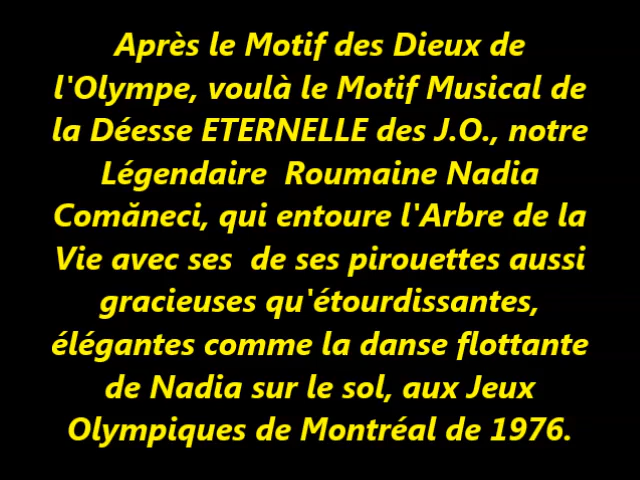 Après le Motif des Dieux de
l'Olympe, voulà le Motif Musical de
la Déesse ETERNELLE des J.O., notre
Légendaire  Roumaine Nadia
Comăneci, qui entoure l'Arbre de la
Vie avec ses  de ses pirouettes aussi
gracieuses qu'étourdissantes,
élégantes comme la danse flottante
de Nadia sur le sol, aux Jeux
Olympiques de Montréal de 1976.